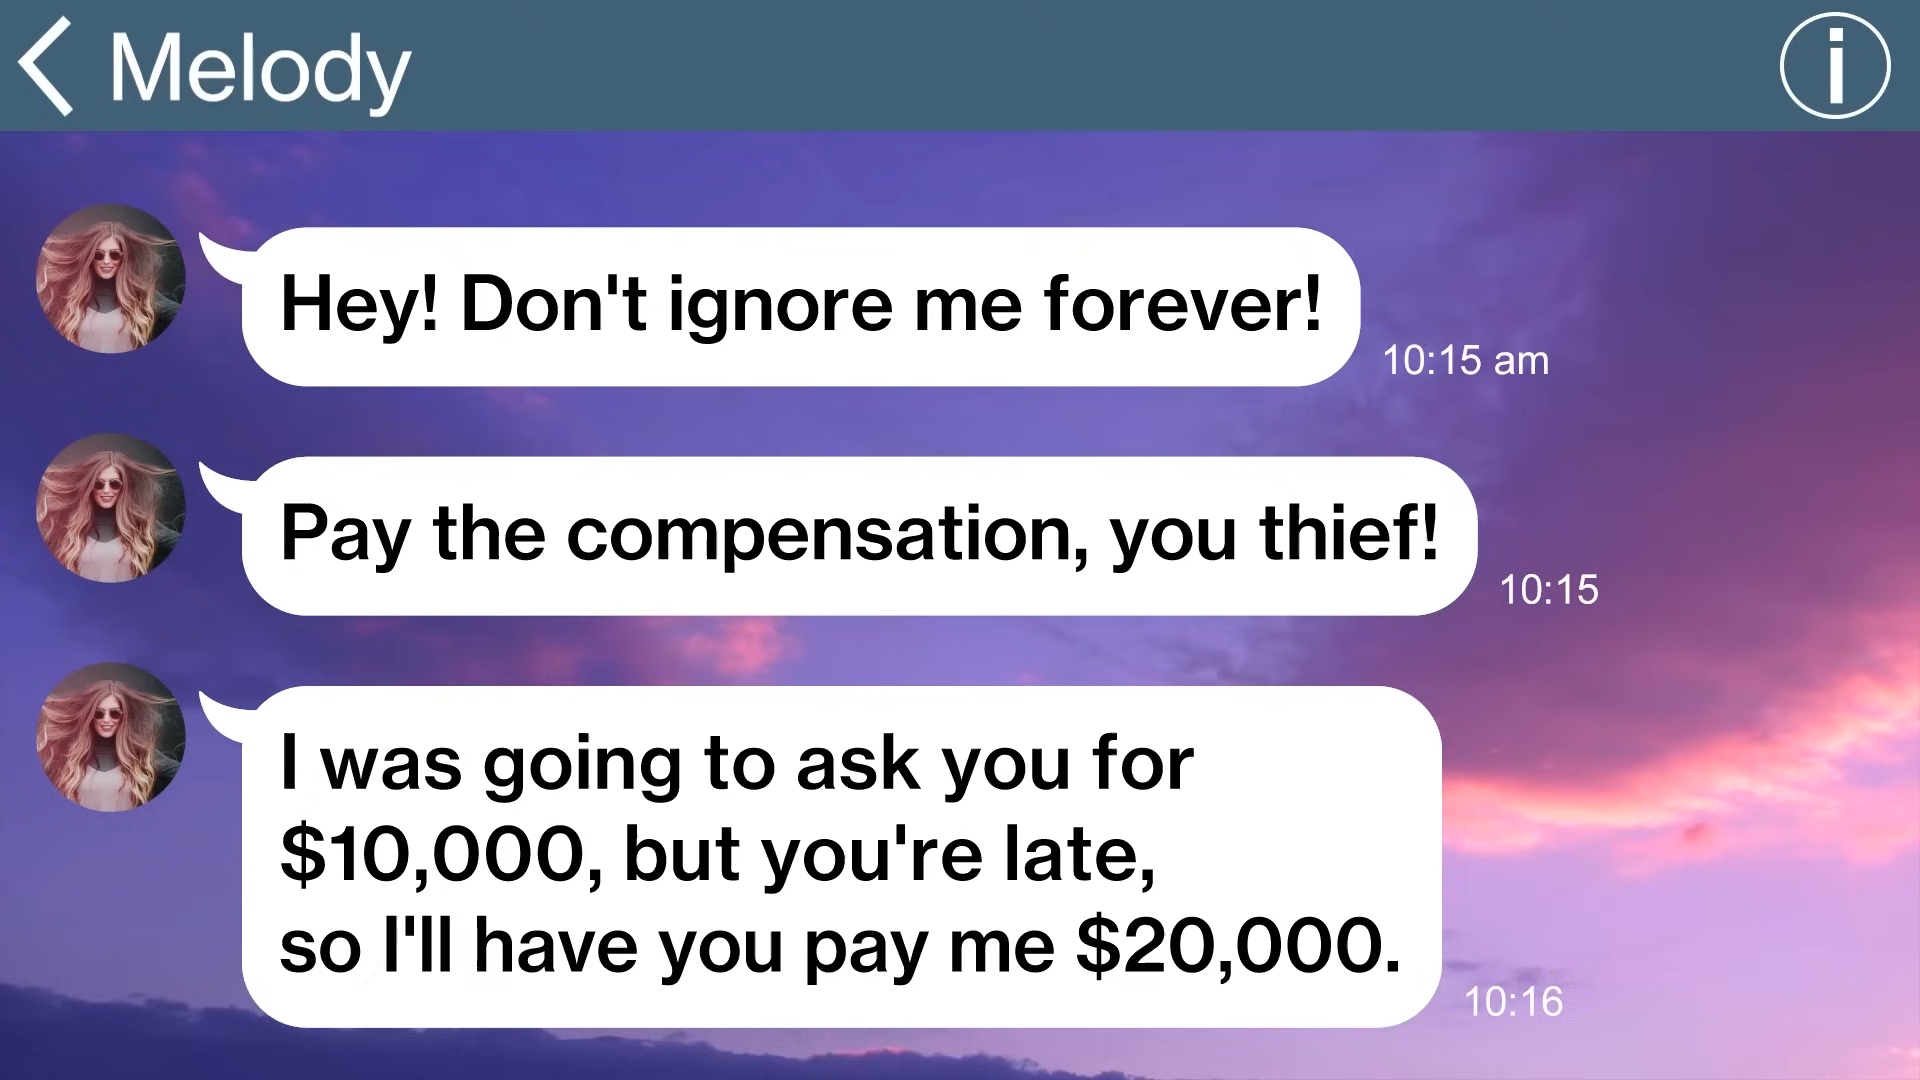 Melody
Hey! Don't ignore me forever!
10:15 am
Pay the compensation, you thief!
10:15
I was going to ask you for
$10,000, but you're late,
so I'll have you pay me $20,000.
10:16